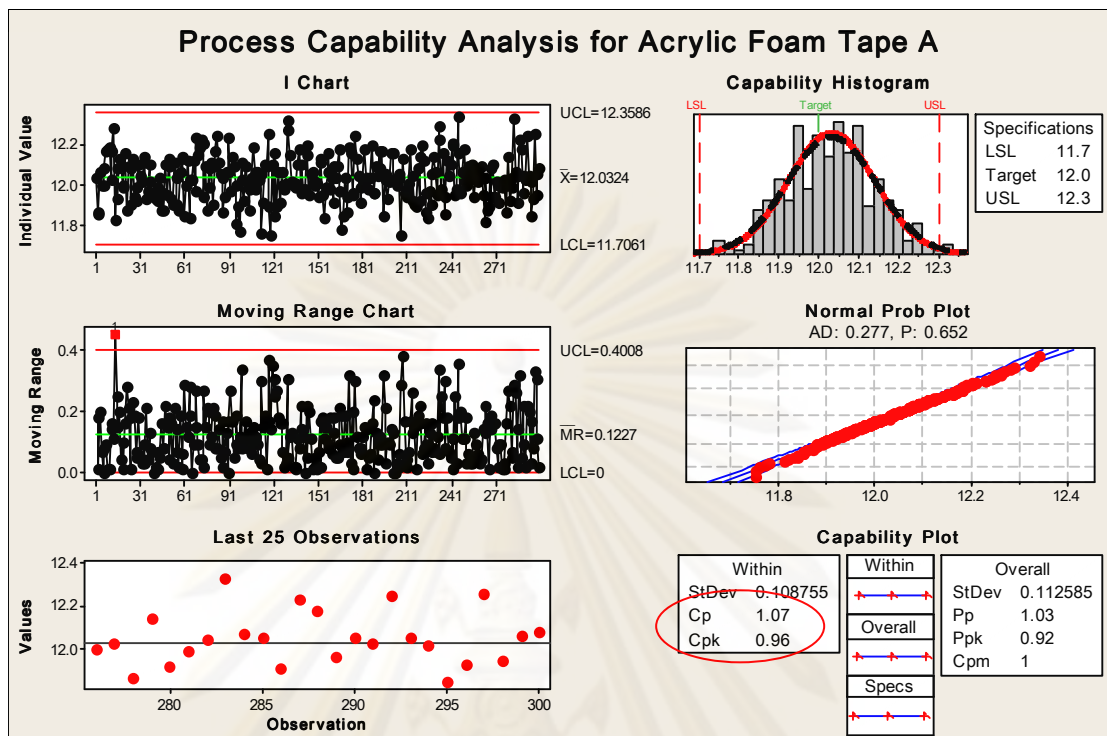 Process Capability Analysis for Acrylic Foam Tape A
I Chart
Individual Value
12.2
12.0
11.8
UCL=12.3586
X̄=12.0324
LCL=11.7061
1 31 61 91 121 151 181 211 241 271
Capability Histogram
LSL Target USL
11.7 11.8 11.9 12.0 12.1 12.2 12.3
Specifications
LSL 11.7
Target 12.0
USL 12.3
Moving Range Chart
Moving Range
1
0.4
0.2
0.0
UCL=0.4008
M̅R̅=0.1227
LCL=0
1 31 61 91 121 151 181 211 241 271
Normal Prob Plot
AD: 0.277, P: 0.652
11.8 12.0 12.2 12.4
Last 25 Observations
Values
12.4
12.2
12.0
280 285 290 295 300
Observation
Capability Plot
Within
StDev 0.108755
Cp 1.07
Cpk 0.96
Within
Overall
Specs
Overall
StDev 0.112585
Pp 1.03
Ppk 0.92
Cpm 1